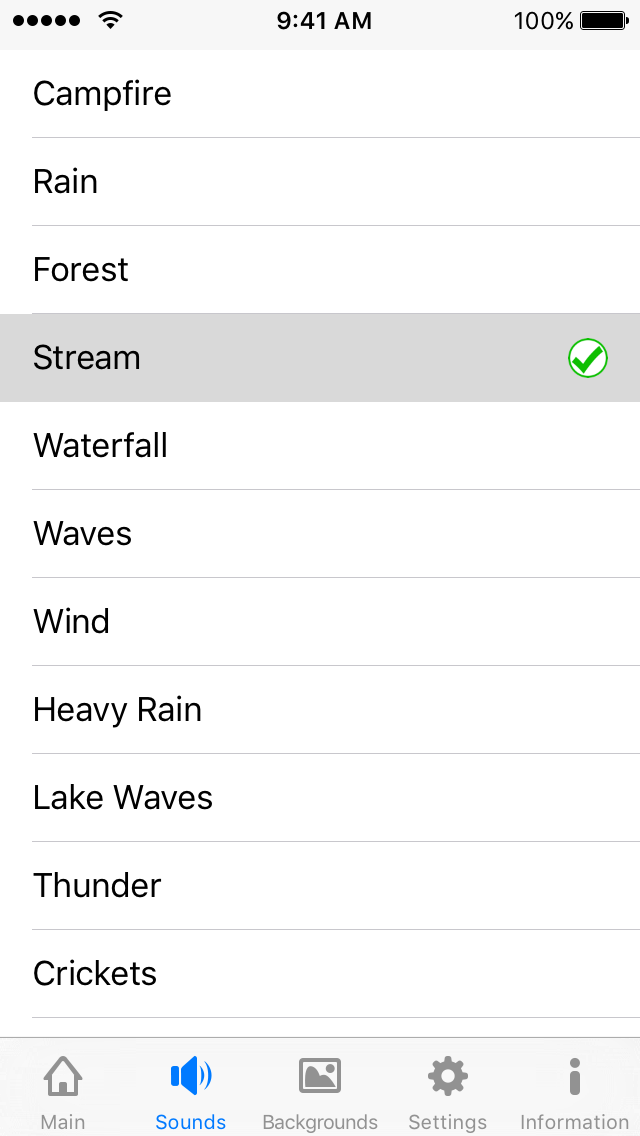 9:41 AM 100%
Campfire
Rain
Forest
Stream
Waterfall
Waves
Wind
Heavy Rain
Lake Waves
Thunder
Crickets
Main Sounds Backgrounds Settings Information